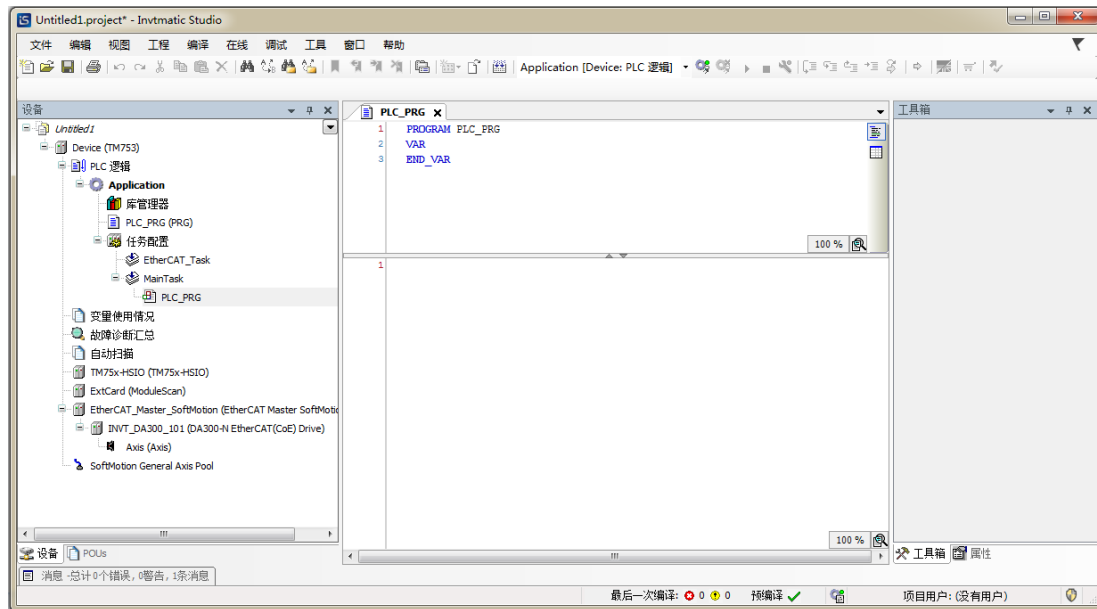 Untitled1.project* - Invtmatic Studio
文件 编辑 视图 工程 编译 在线 调试 工具 窗口 帮助
Application [Device: PLC 逻辑]
设备
Untitled1
Device (TM753)
PLC 逻辑
Application
库管理器
PLC_PRG (PRG)
任务配置
EtherCAT_Task
MainTask
PLC_PRG
变量使用情况
故障诊断汇总
自动扫描
TM75x-HSIO (TM75x-HSIO)
ExtCard (ModuleScan)
EtherCAT_Master_SoftMotion (EtherCAT Master SoftMotio
INVT_DA300_101 (DA300-N EtherCAT(CoE) Drive)
Axis (Axis)
SoftMotion General Axis Pool
设备 POUs
PLC_PRG
1 PROGRAM PLC_PRG
2 VAR
3 END_VAR
100 %
1
100 %
工具箱
工具箱 属性
消息 -总计0个错误, 0警告, 1条消息
最后一次编译: 0 0 预编译 项目用户: (没有用户)